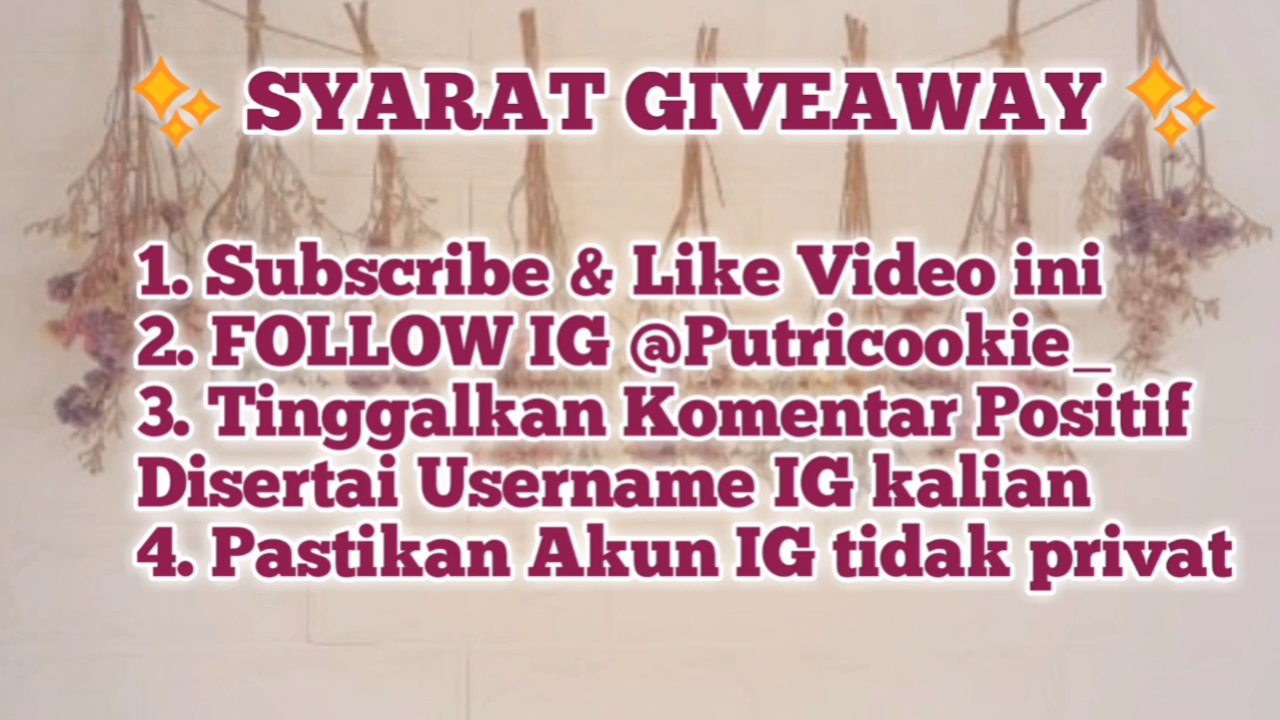 ✨ SYARAT GIVEAWAY ✨
1. Subscribe & Like Video ini
2. FOLLOW IG @Putricookie_
3. Tinggalkan Komentar Positif
Disertai Username IG kalian
4. Pastikan Akun IG tidak privat